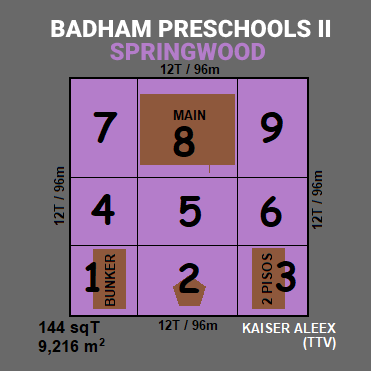 BADHAM PRESCHOOLS II
SPRINGWOOD
12T / 96m
7
MAIN
8
9
12T / 96m
4
5
6
12T / 96m
1
BUNKER
2
2 PISOS
3
12T / 96m
144 sqT
9,216 m²
KAISER ALEEX
(TTV)